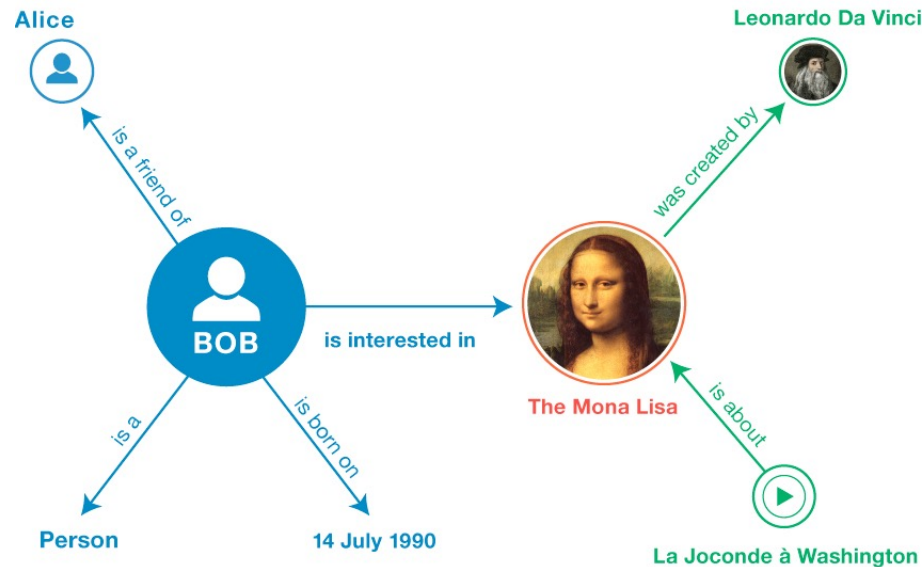 Alice
Leonardo Da Vinci
is a friend of
was created by
BOB
is interested in
The Mona Lisa
is a
is born on
is about
Person
14 July 1990
La Joconde à Washington